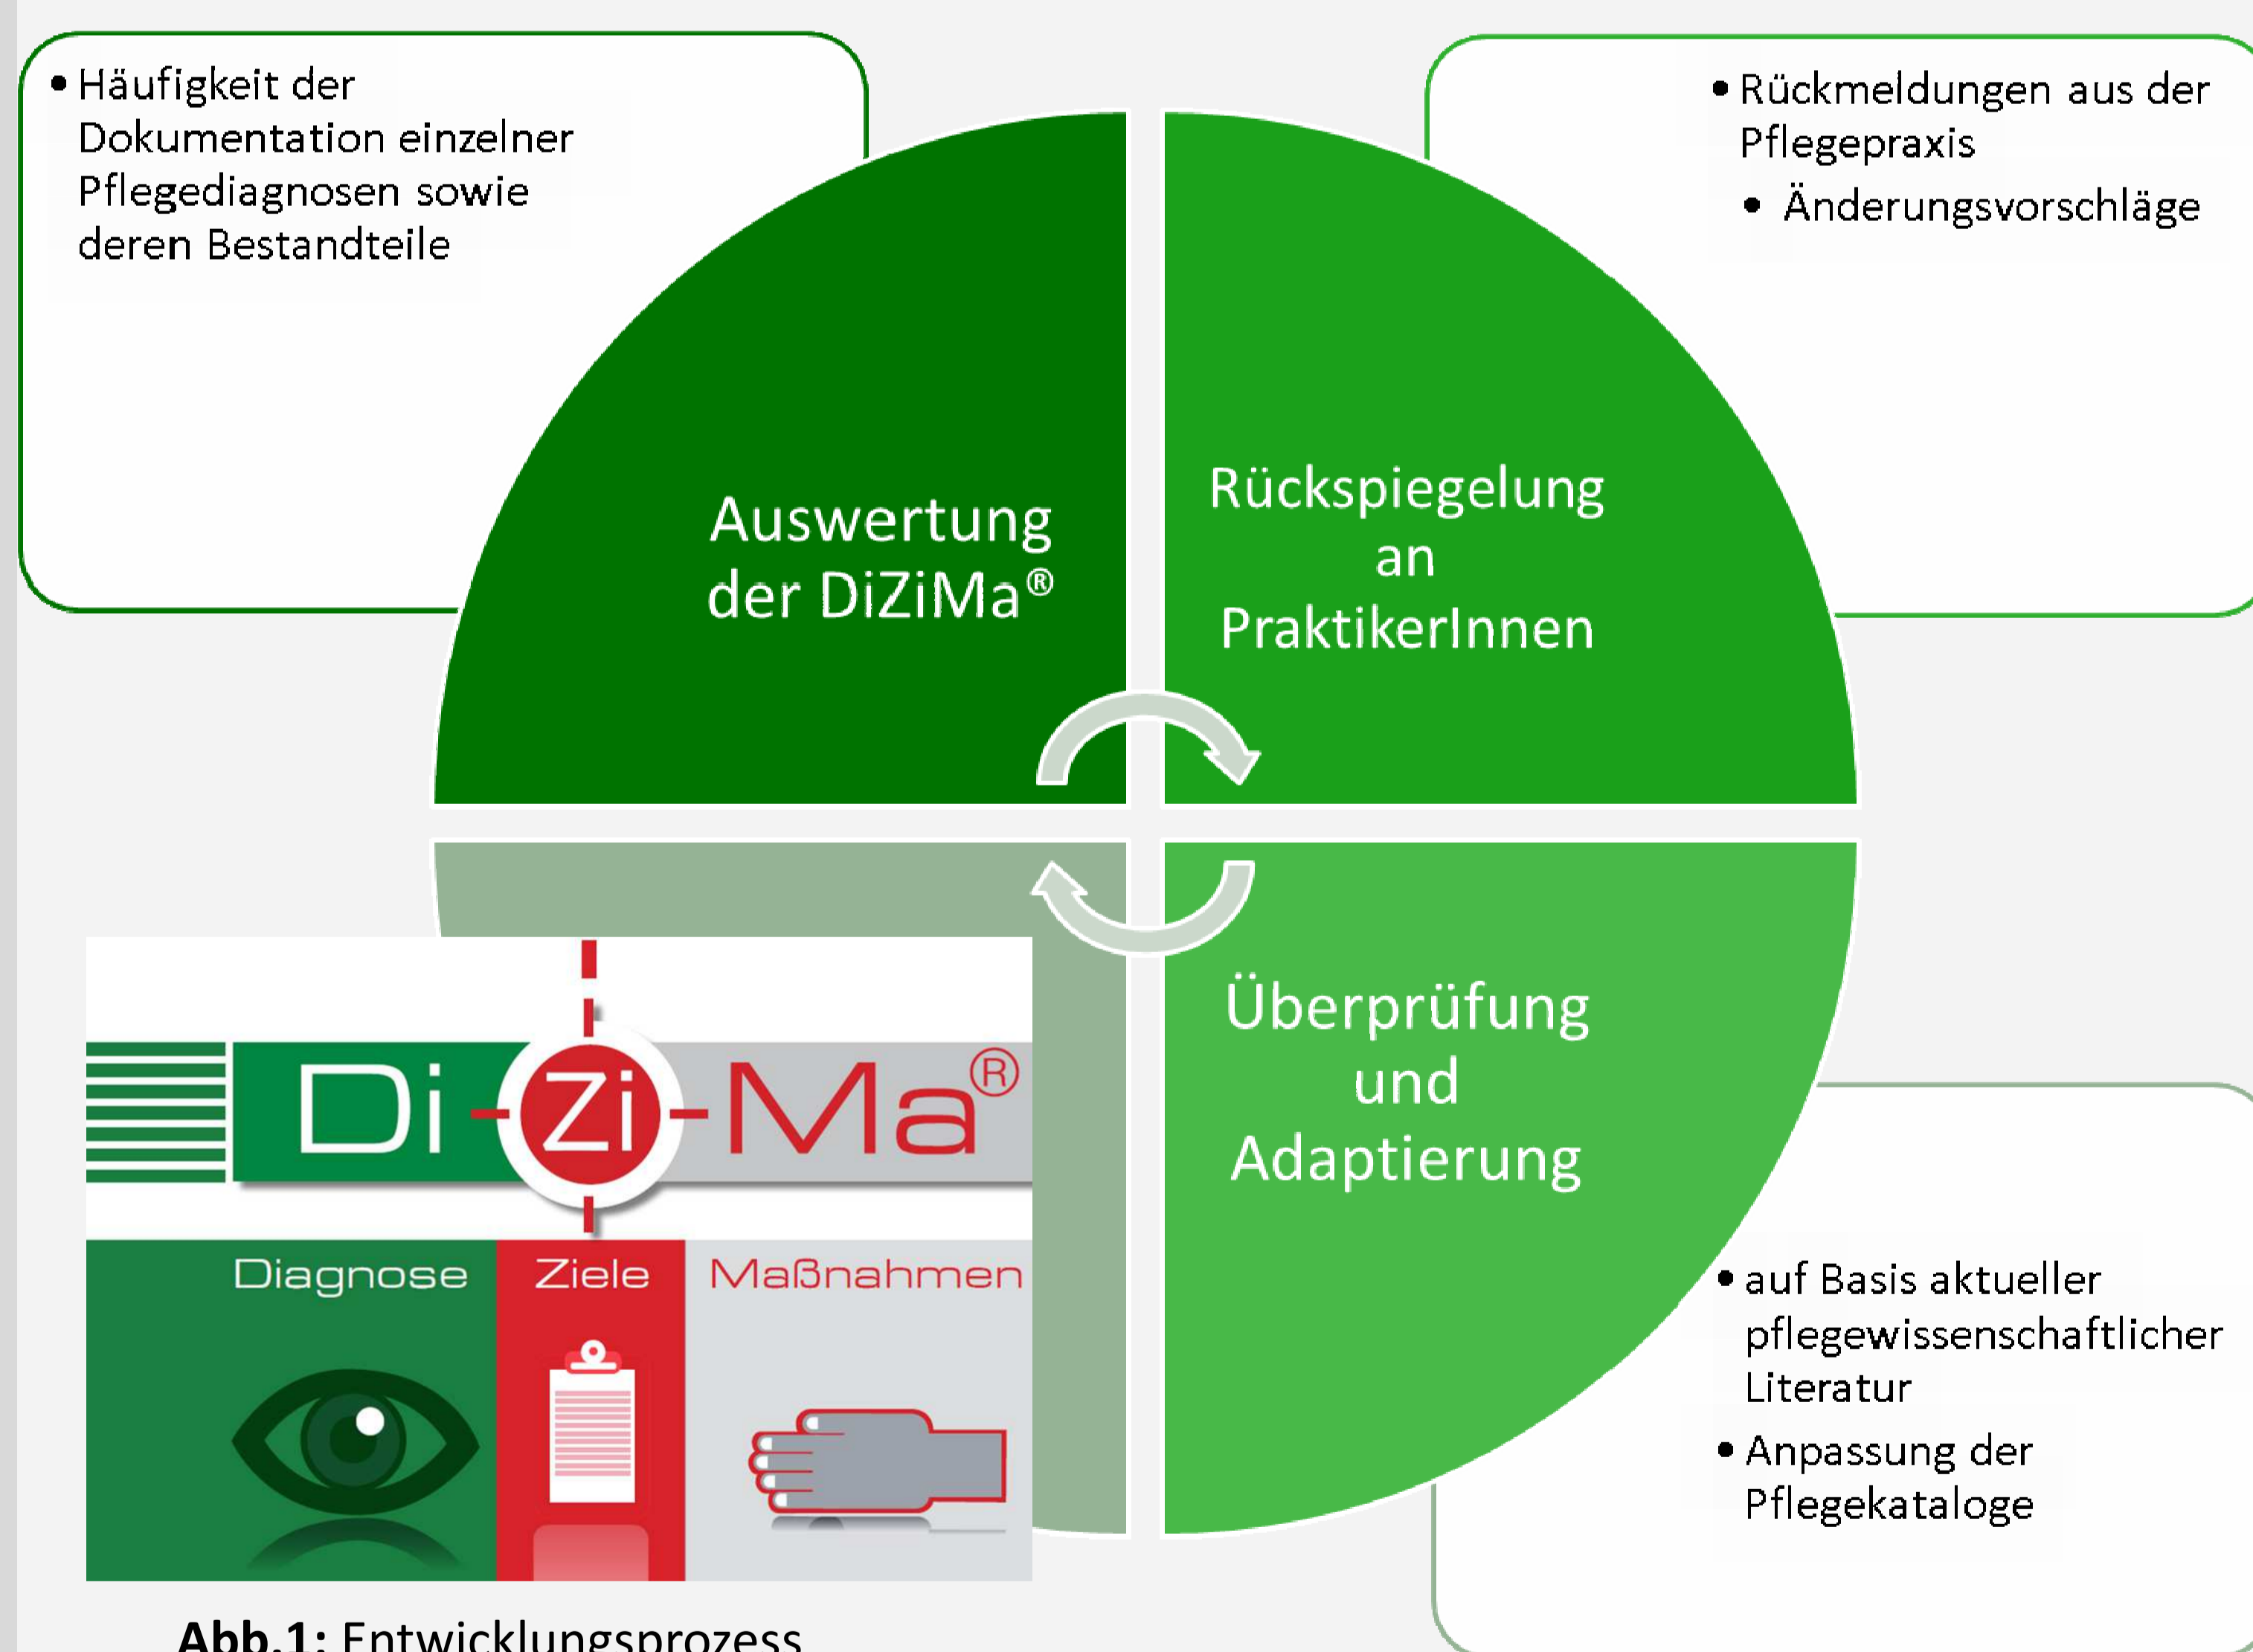 • Häufigkeit der
Dokumentation einzelner
Pflegediagnosen sowie
deren Bestandteile
• Rückmeldungen aus der
Pflegepraxis
• Änderungsvorschläge
Auswertung
der DiZiMa®
Rückspiegelung
an
PraktikerInnen
Überprüfung
und
Adaptierung
• auf Basis aktueller
pflegewissenschaftlicher
Literatur
• Anpassung der
Pflegekataloge
Di-Zi-Ma®
Diagnose Ziele Maßnahmen
Abb.1: Entwicklungsprozess